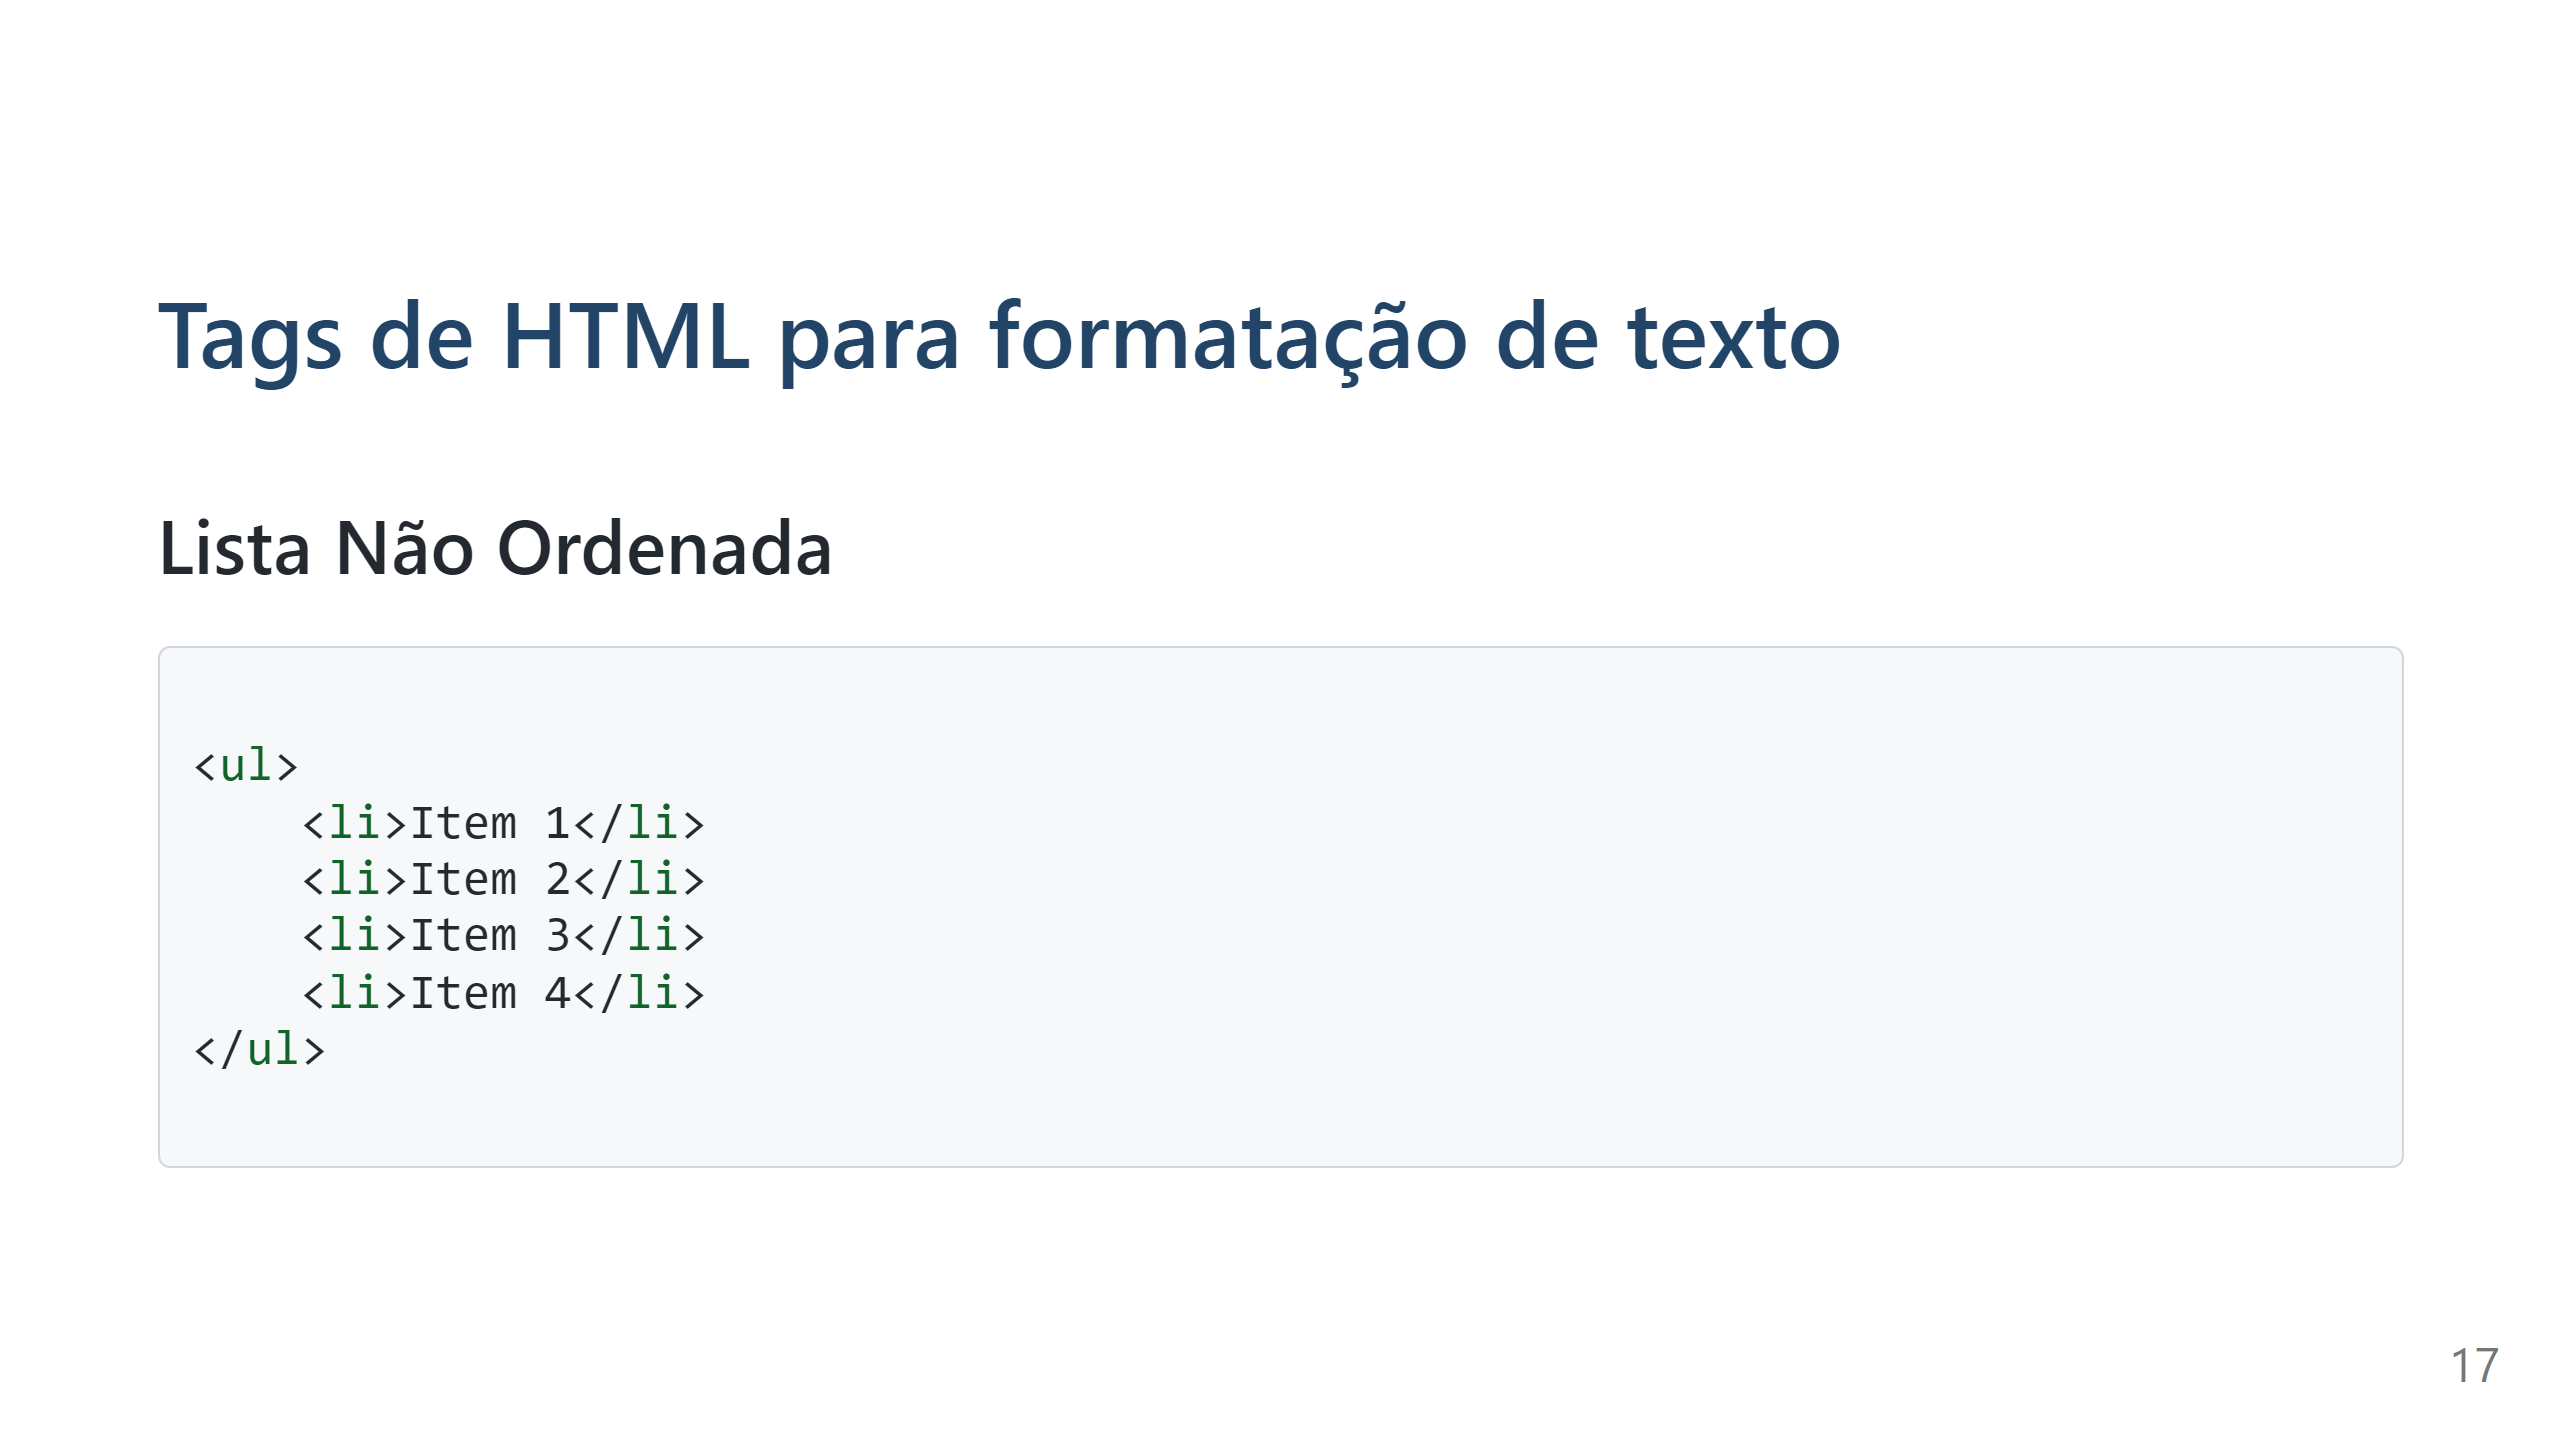 Tags de HTML para formatação de texto
Lista Não Ordenada
<ul>
    <li>Item 1</li>
    <li>Item 2</li>
    <li>Item 3</li>
    <li>Item 4</li>
</ul>
17